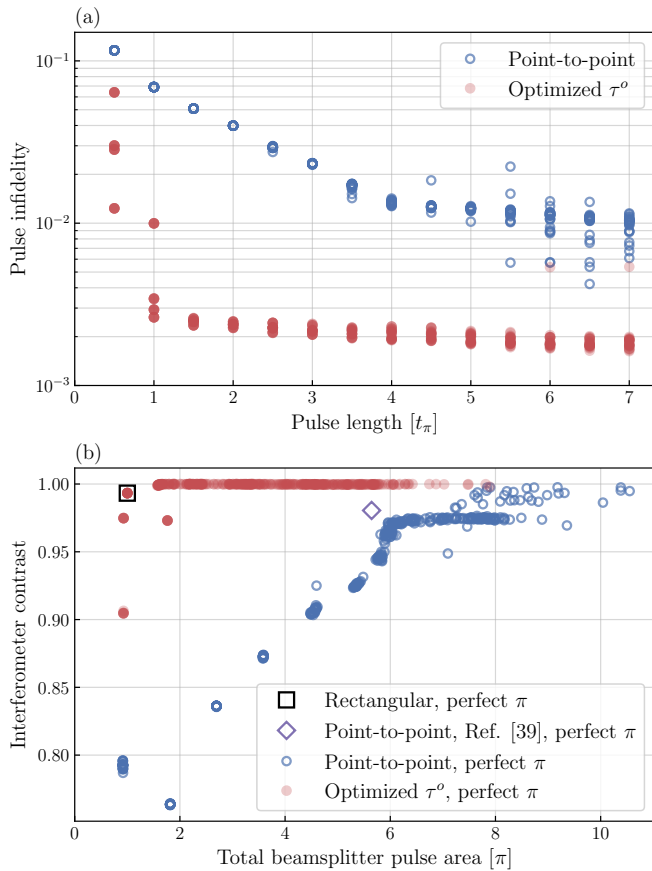 (a)
10⁻¹
10⁻²
10⁻³
Pulse infidelity
Point-to-point
Optimized τᵒ
0 1 2 3 4 5 6 7
Pulse length [t_π]
(b)
1.00
0.95
0.90
0.85
0.80
Interferometer contrast
Rectangular, perfect π
Point-to-point, Ref. [39], perfect π
Point-to-point, perfect π
Optimized τᵒ, perfect π
0 2 4 6 8 10
Total beamsplitter pulse area [π]